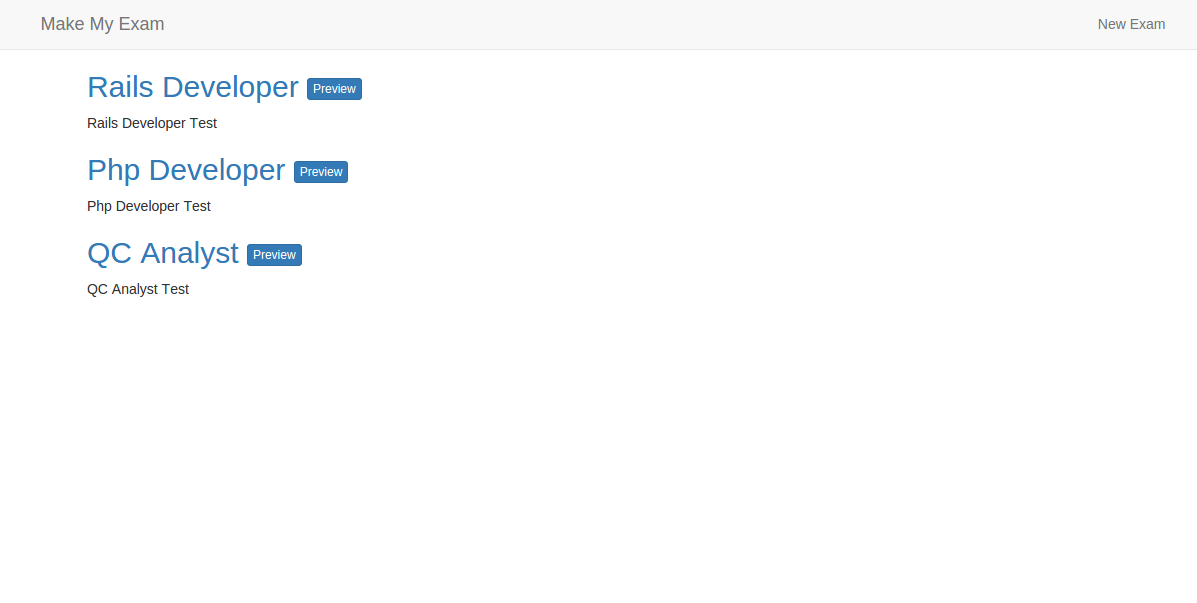 Make My Exam New Exam
Rails Developer Preview
Rails Developer Test
Php Developer Preview
Php Developer Test
QC Analyst Preview
QC Analyst Test